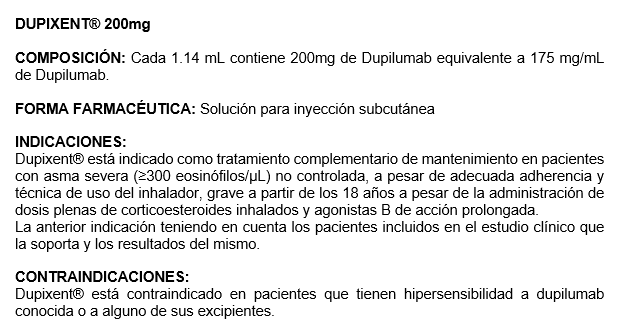 DUPIXENT® 200mg
COMPOSICIÓN: Cada 1.14 mL contiene 200mg de Dupilumab equivalente a 175 mg/mL
de Dupilumab.
FORMA FARMACÉUTICA: Solución para inyección subcutánea
INDICACIONES:
Dupixent® está indicado como tratamiento complementario de mantenimiento en pacientes
con asma severa (≥300 eosinófilos/µL) no controlada, a pesar de adecuada adherencia y
técnica de uso del inhalador, grave a partir de los 18 años a pesar de la administración de
dosis plenas de corticoesteroides inhalados y agonistas B de acción prolongada.
La anterior indicación teniendo en cuenta los pacientes incluidos en el estudio clínico que
la soporta y los resultados del mismo.
CONTRAINDICACIONES:
Dupixent® está contraindicado en pacientes que tienen hipersensibilidad a dupilumab
conocida o a alguno de sus excipientes.